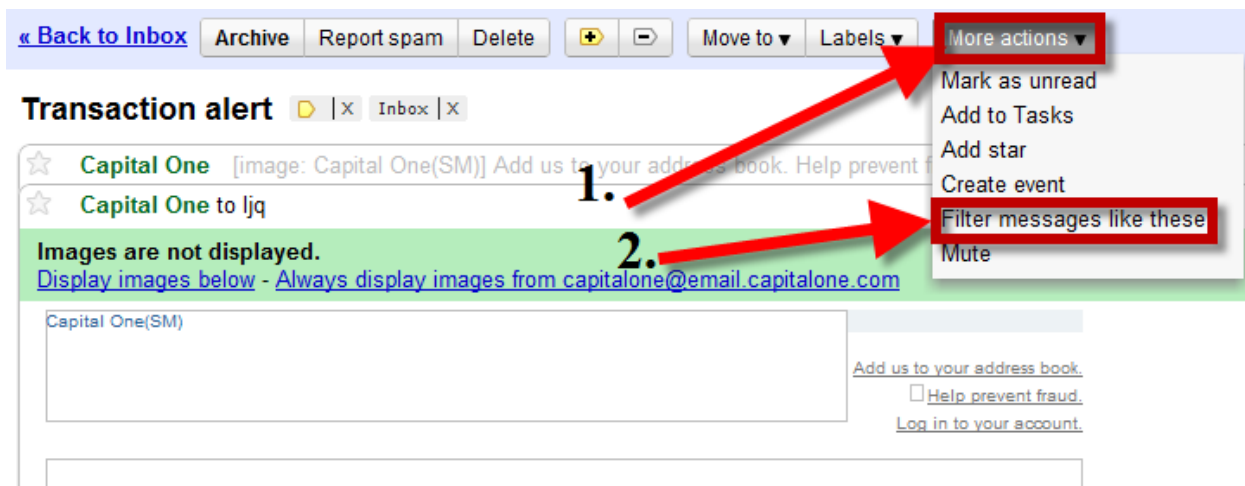 « Back to Inbox Archive Report spam Delete Move to ▾ Labels ▾ More actions ▾
Mark as unread
Transaction alert X Inbox X
Add to Tasks
Add star
Capital One [image: Capital One(SM)] Add us to your address book. Help prevent
1.
Create event
Capital One to ljq
Filter messages like these
Images are not displayed.
2.
Mute
Display images below - Always display images from capitalone@email.capitalone.com
Capital One(SM)
Add us to your address book.
Help prevent fraud.
Log in to your account.